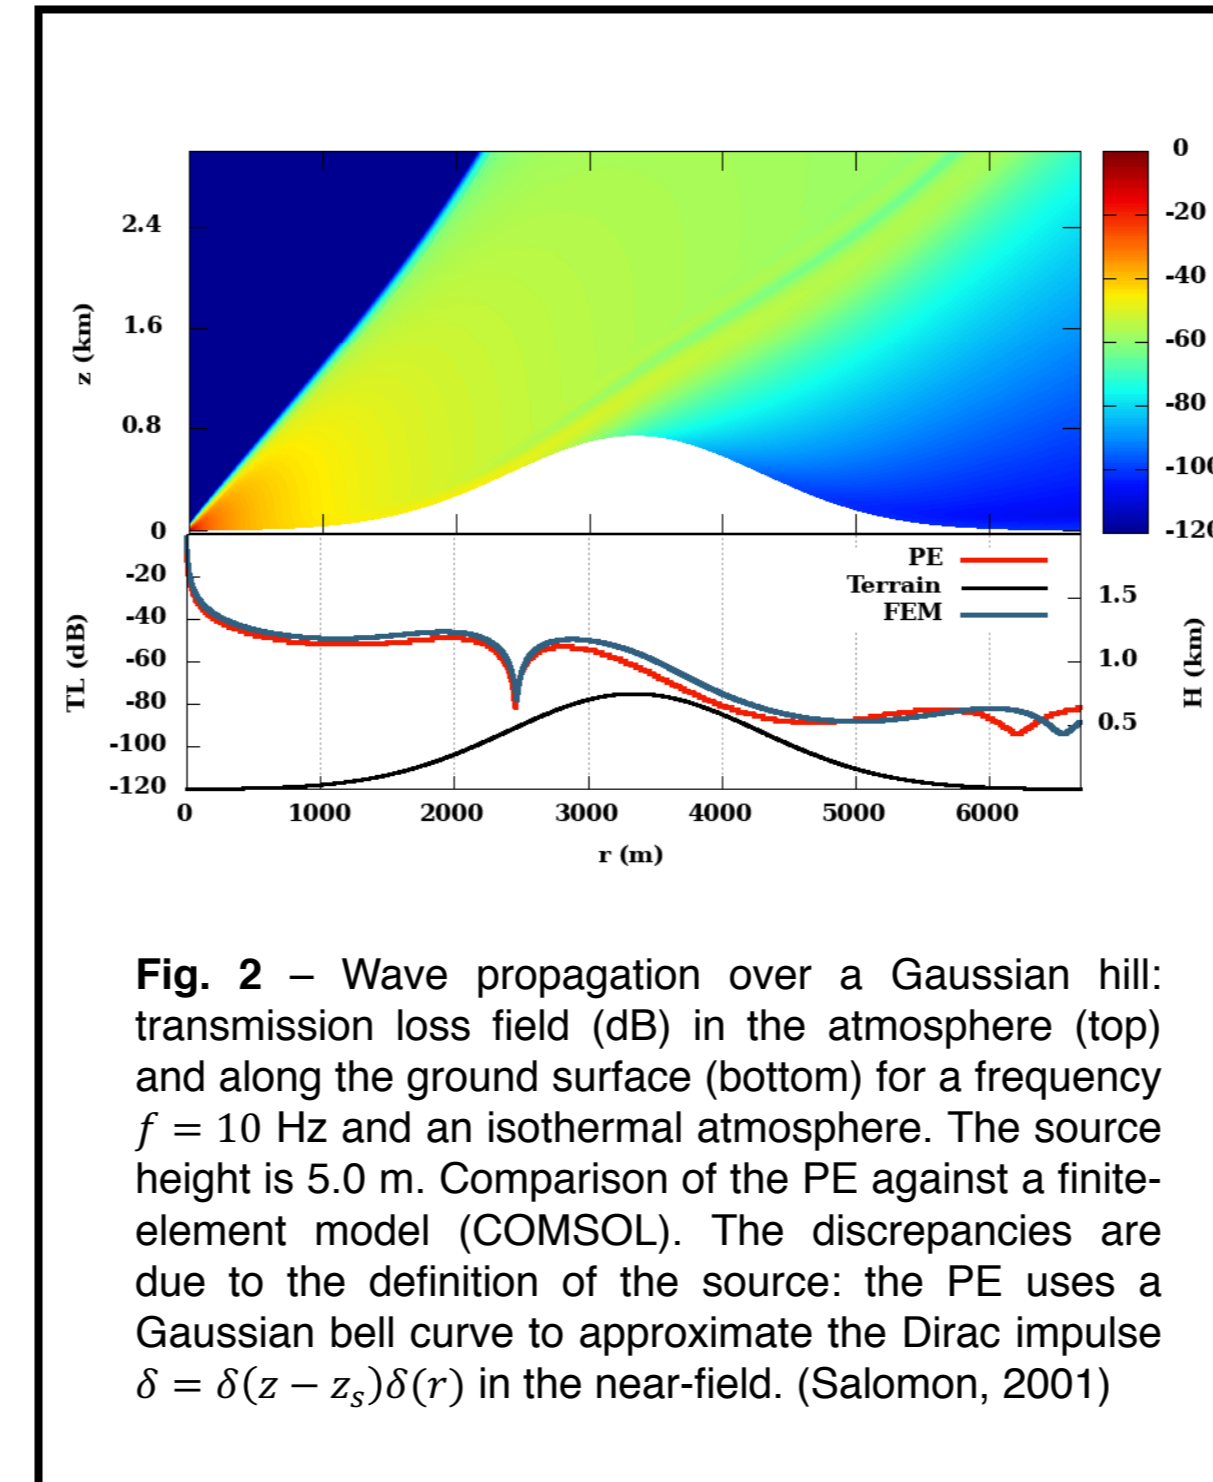 0
-20
-40
-60
-80
-100
-120
2.4
1.6
0.8
0
z (km)
PE
Terrain
FEM
-20
-40
-60
-80
-100
-120
TL (dB)
1.5
1.0
0.5
H (km)
0 1000 2000 3000 4000 5000 6000
r (m)
Fig. 2 – Wave propagation over a Gaussian hill:
transmission loss field (dB) in the atmosphere (top)
and along the ground surface (bottom) for a frequency
𝑓 = 10 Hz and an isothermal atmosphere. The source
height is 5.0 m. Comparison of the PE against a finite-
element model (COMSOL). The discrepancies are
due to the definition of the source: the PE uses a
Gaussian bell curve to approximate the Dirac impulse
𝛿 = 𝛿(𝑧 − 𝑧ₛ)𝛿(𝑟) in the near-field. (Salomon, 2001)